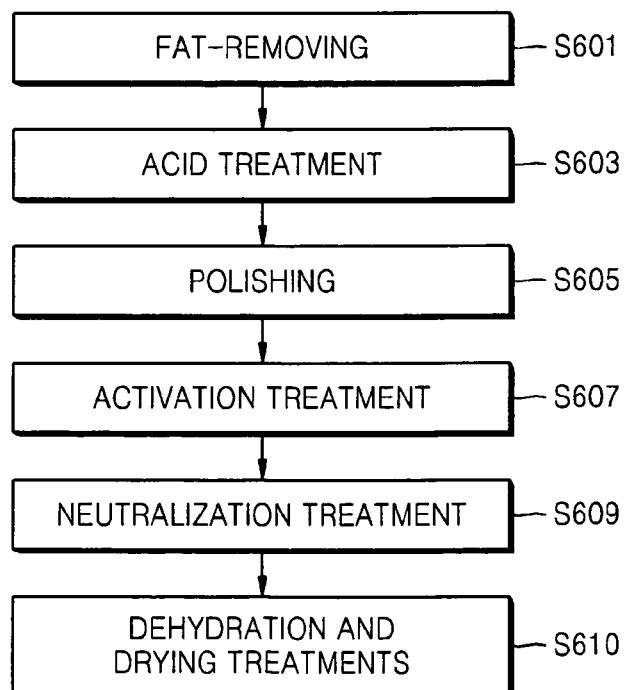 FAT-REMOVING S601
ACID TREATMENT S603
POLISHING S605
ACTIVATION TREATMENT S607
NEUTRALIZATION TREATMENT S609
DEHYDRATION AND
DRYING TREATMENTS S610